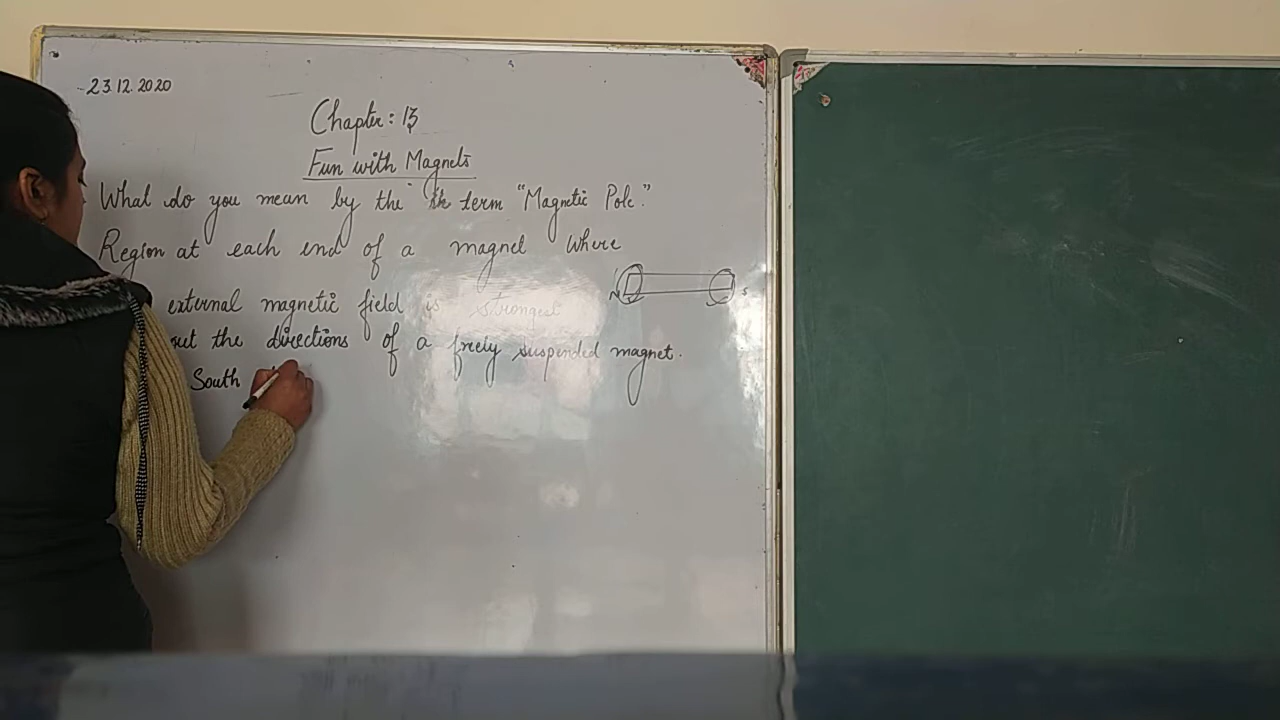 23.12.2020
Chapter: 13
Fun with Magnets
What do you mean by the term "Magnetic Pole".
Region at each end of a magnet where
external magnetic field is strongest
N S
out the directions of a freely suspended magnet.
South